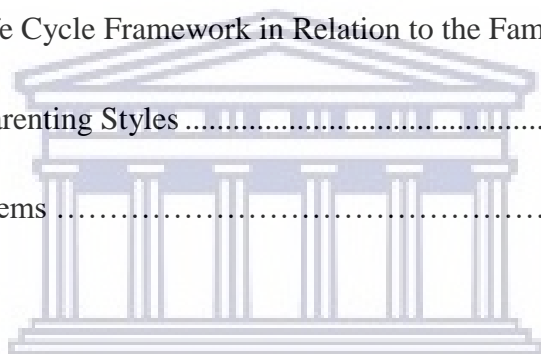 e Cycle Framework in Relation to the Fam
arenting Styles ..........................................
ems ……………………………………